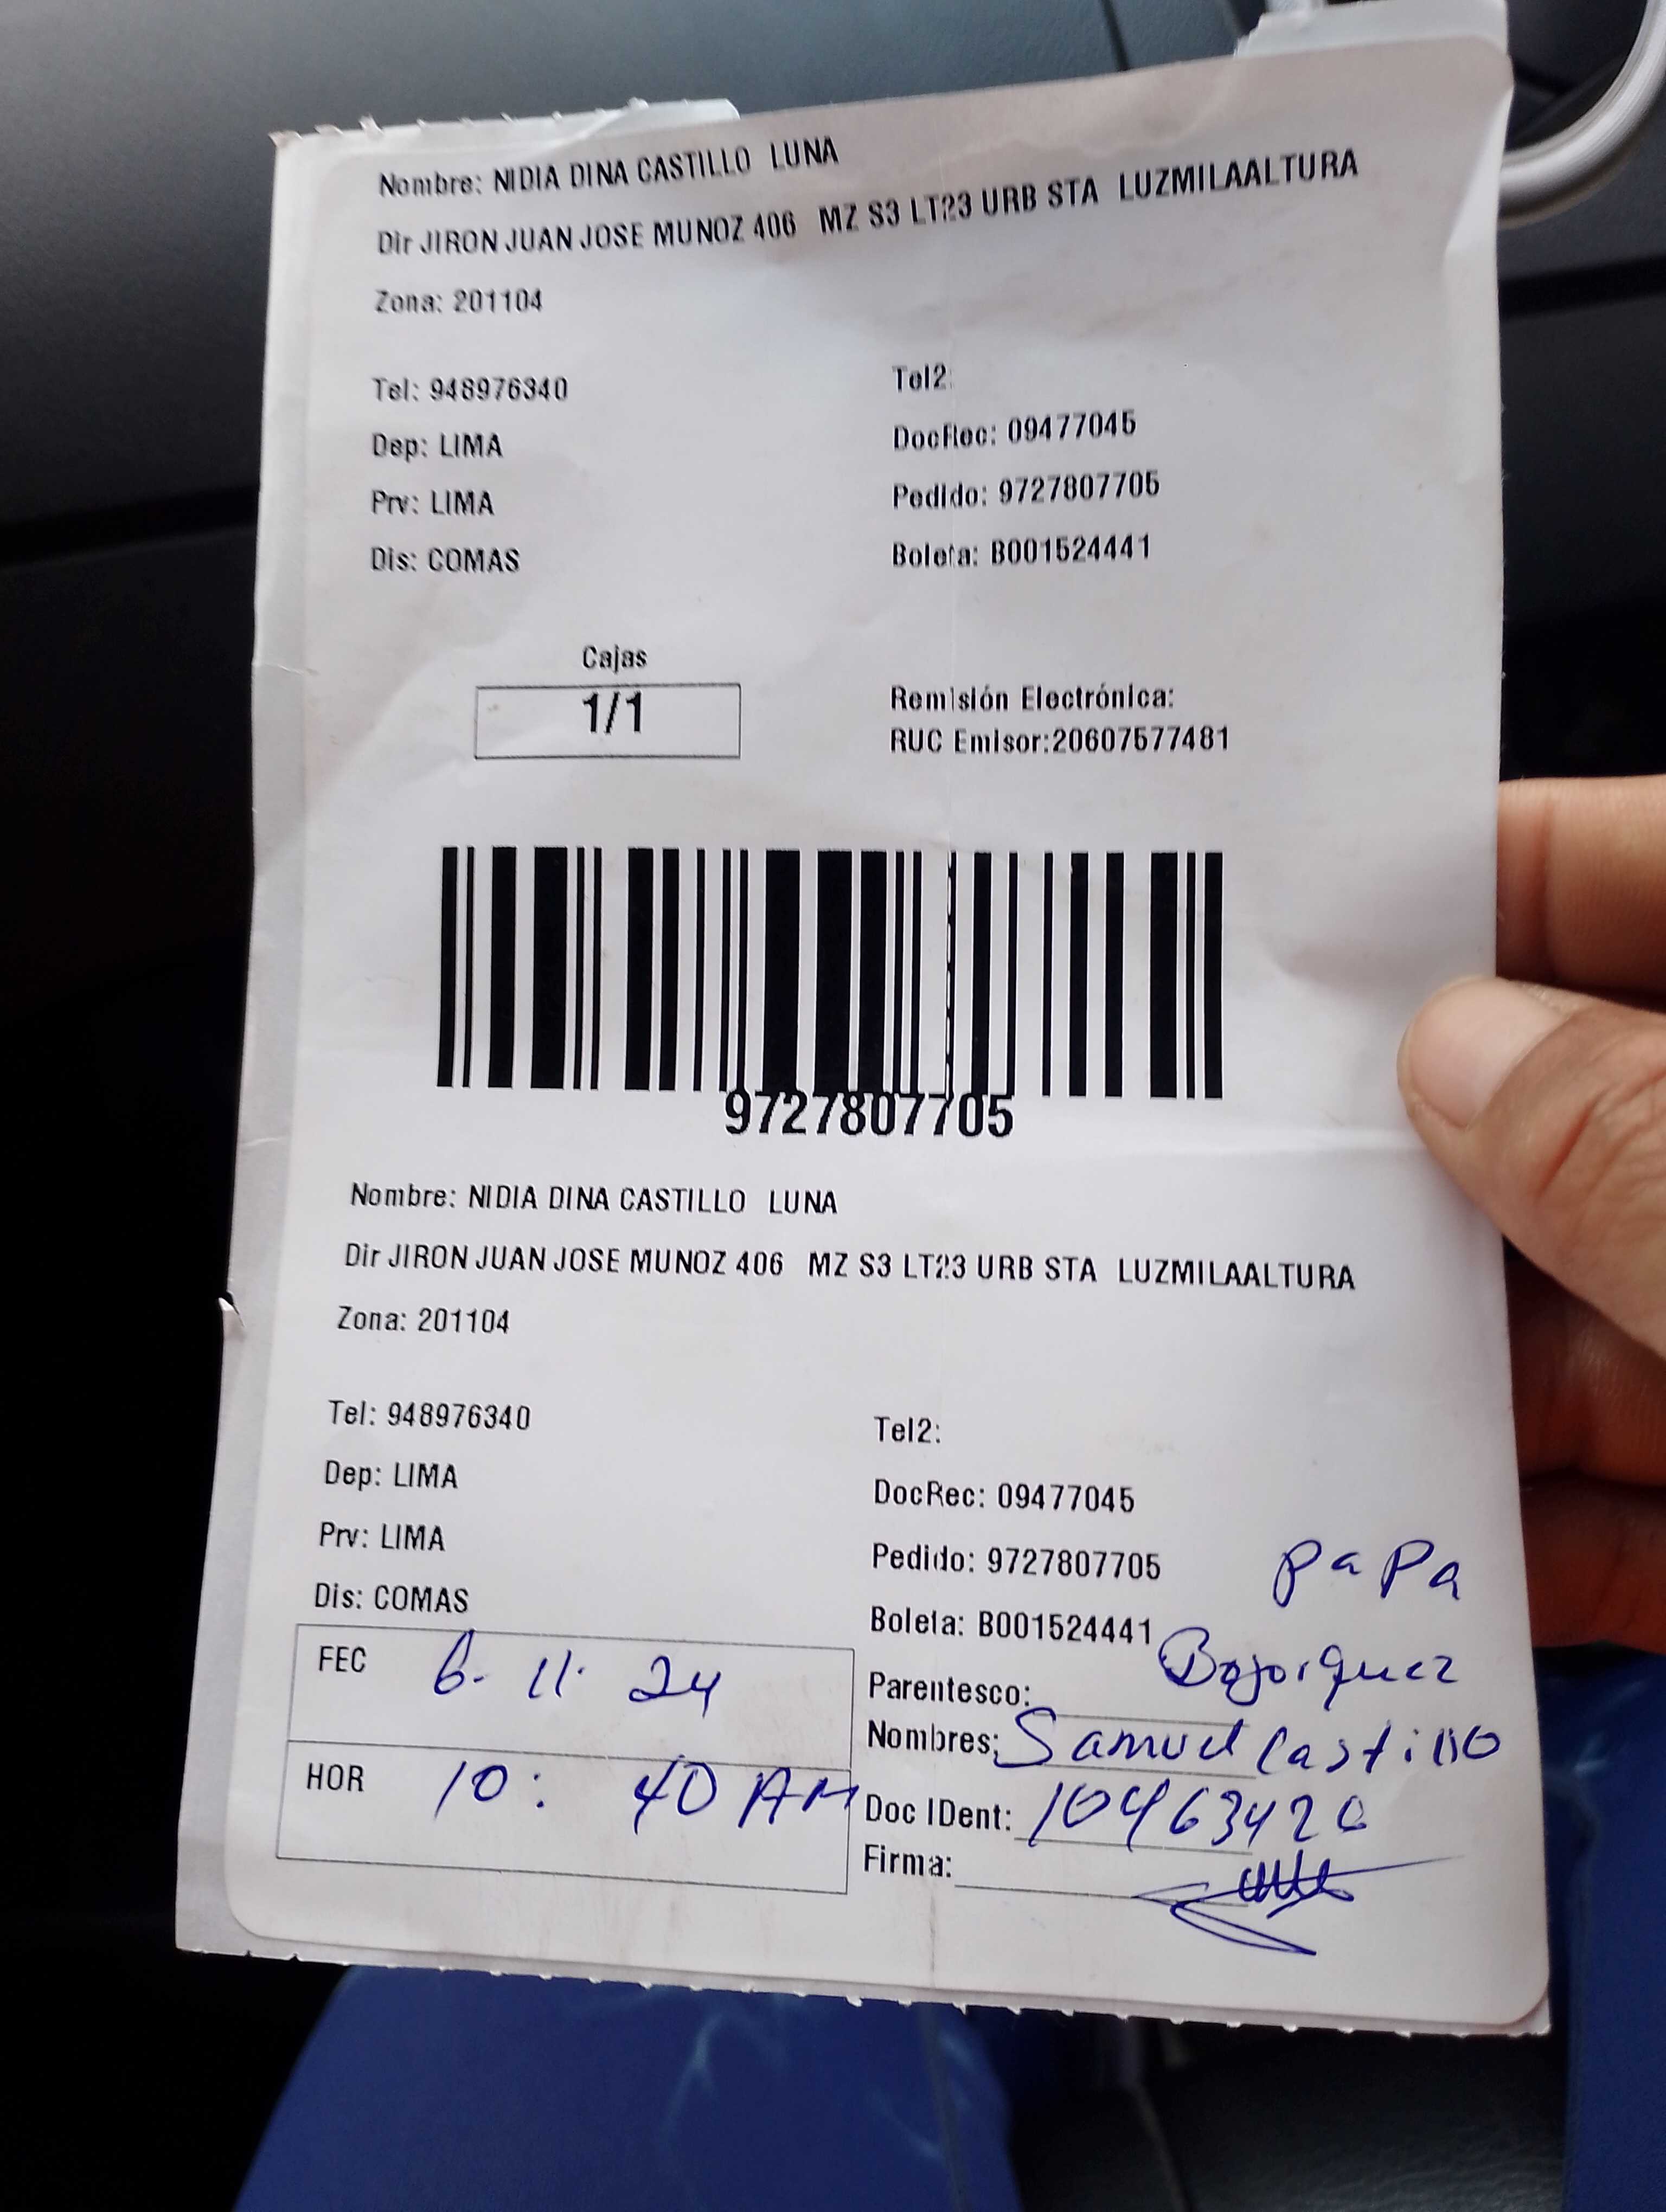 Nombre: NIDIA DINA CASTILLO LUNA
Dir JIRON JUAN JOSE MUNOZ 406 MZ S3 LT23 URB STA LUZMILAALTURA
Zona: 201104
Tel: 948976340 Tel2:
Dep: LIMA DocRec: 09477045
Prv: LIMA Pedido: 9727807705
Dis: COMAS Boleta: B001524441
Cajas
1/1
Remisión Electrónica:
RUC Emisor:20607577481
9727807705
Nombre: NIDIA DINA CASTILLO LUNA
Dir JIRON JUAN JOSE MUNOZ 406 MZ S3 LT23 URB STA LUZMILAALTURA
Zona: 201104
Tel: 948976340 Tel2:
Dep: LIMA DocRec: 09477045
Prv: LIMA Pedido: 9727807705 papa
Dis: COMAS Boleta: B001524441
FEC 6. 11. 24 Parentesco: Bojorquez
Nombres: Samuel Castillo
HOR 10: 40 AM Doc IDent:
Firma: